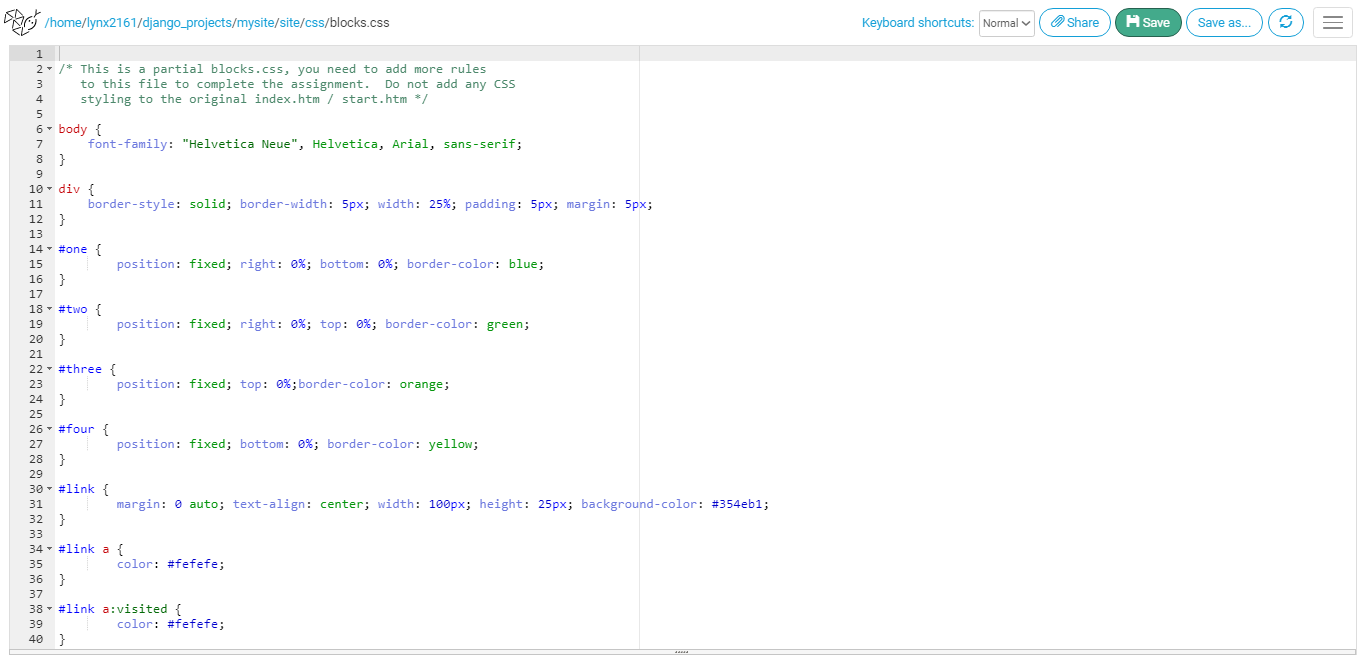 /home/lynx2161/django_projects/mysite/site/css/blocks.css Keyboard shortcuts: Normal Share Save Save as...
1
2 /* This is a partial blocks.css, you need to add more rules
3 to this file to complete the assignment.  Do not add any CSS
4 styling to the original index.htm / start.htm */
5
6 body {
7 font-family: "Helvetica Neue", Helvetica, Arial, sans-serif;
8 }
9
10 div {
11 border-style: solid; border-width: 5px; width: 25%; padding: 5px; margin: 5px;
12 }
13
14 #one {
15 position: fixed; right: 0%; bottom: 0%; border-color: blue;
16 }
17
18 #two {
19 position: fixed; right: 0%; top: 0%; border-color: green;
20 }
21
22 #three {
23 position: fixed; top: 0%;border-color: orange;
24 }
25
26 #four {
27 position: fixed; bottom: 0%; border-color: yellow;
28 }
29
30 #link {
31 margin: 0 auto; text-align: center; width: 100px; height: 25px; background-color: #354eb1;
32 }
33
34 #link a {
35 color: #fefefe;
36 }
37
38 #link a:visited {
39 color: #fefefe;
40 }